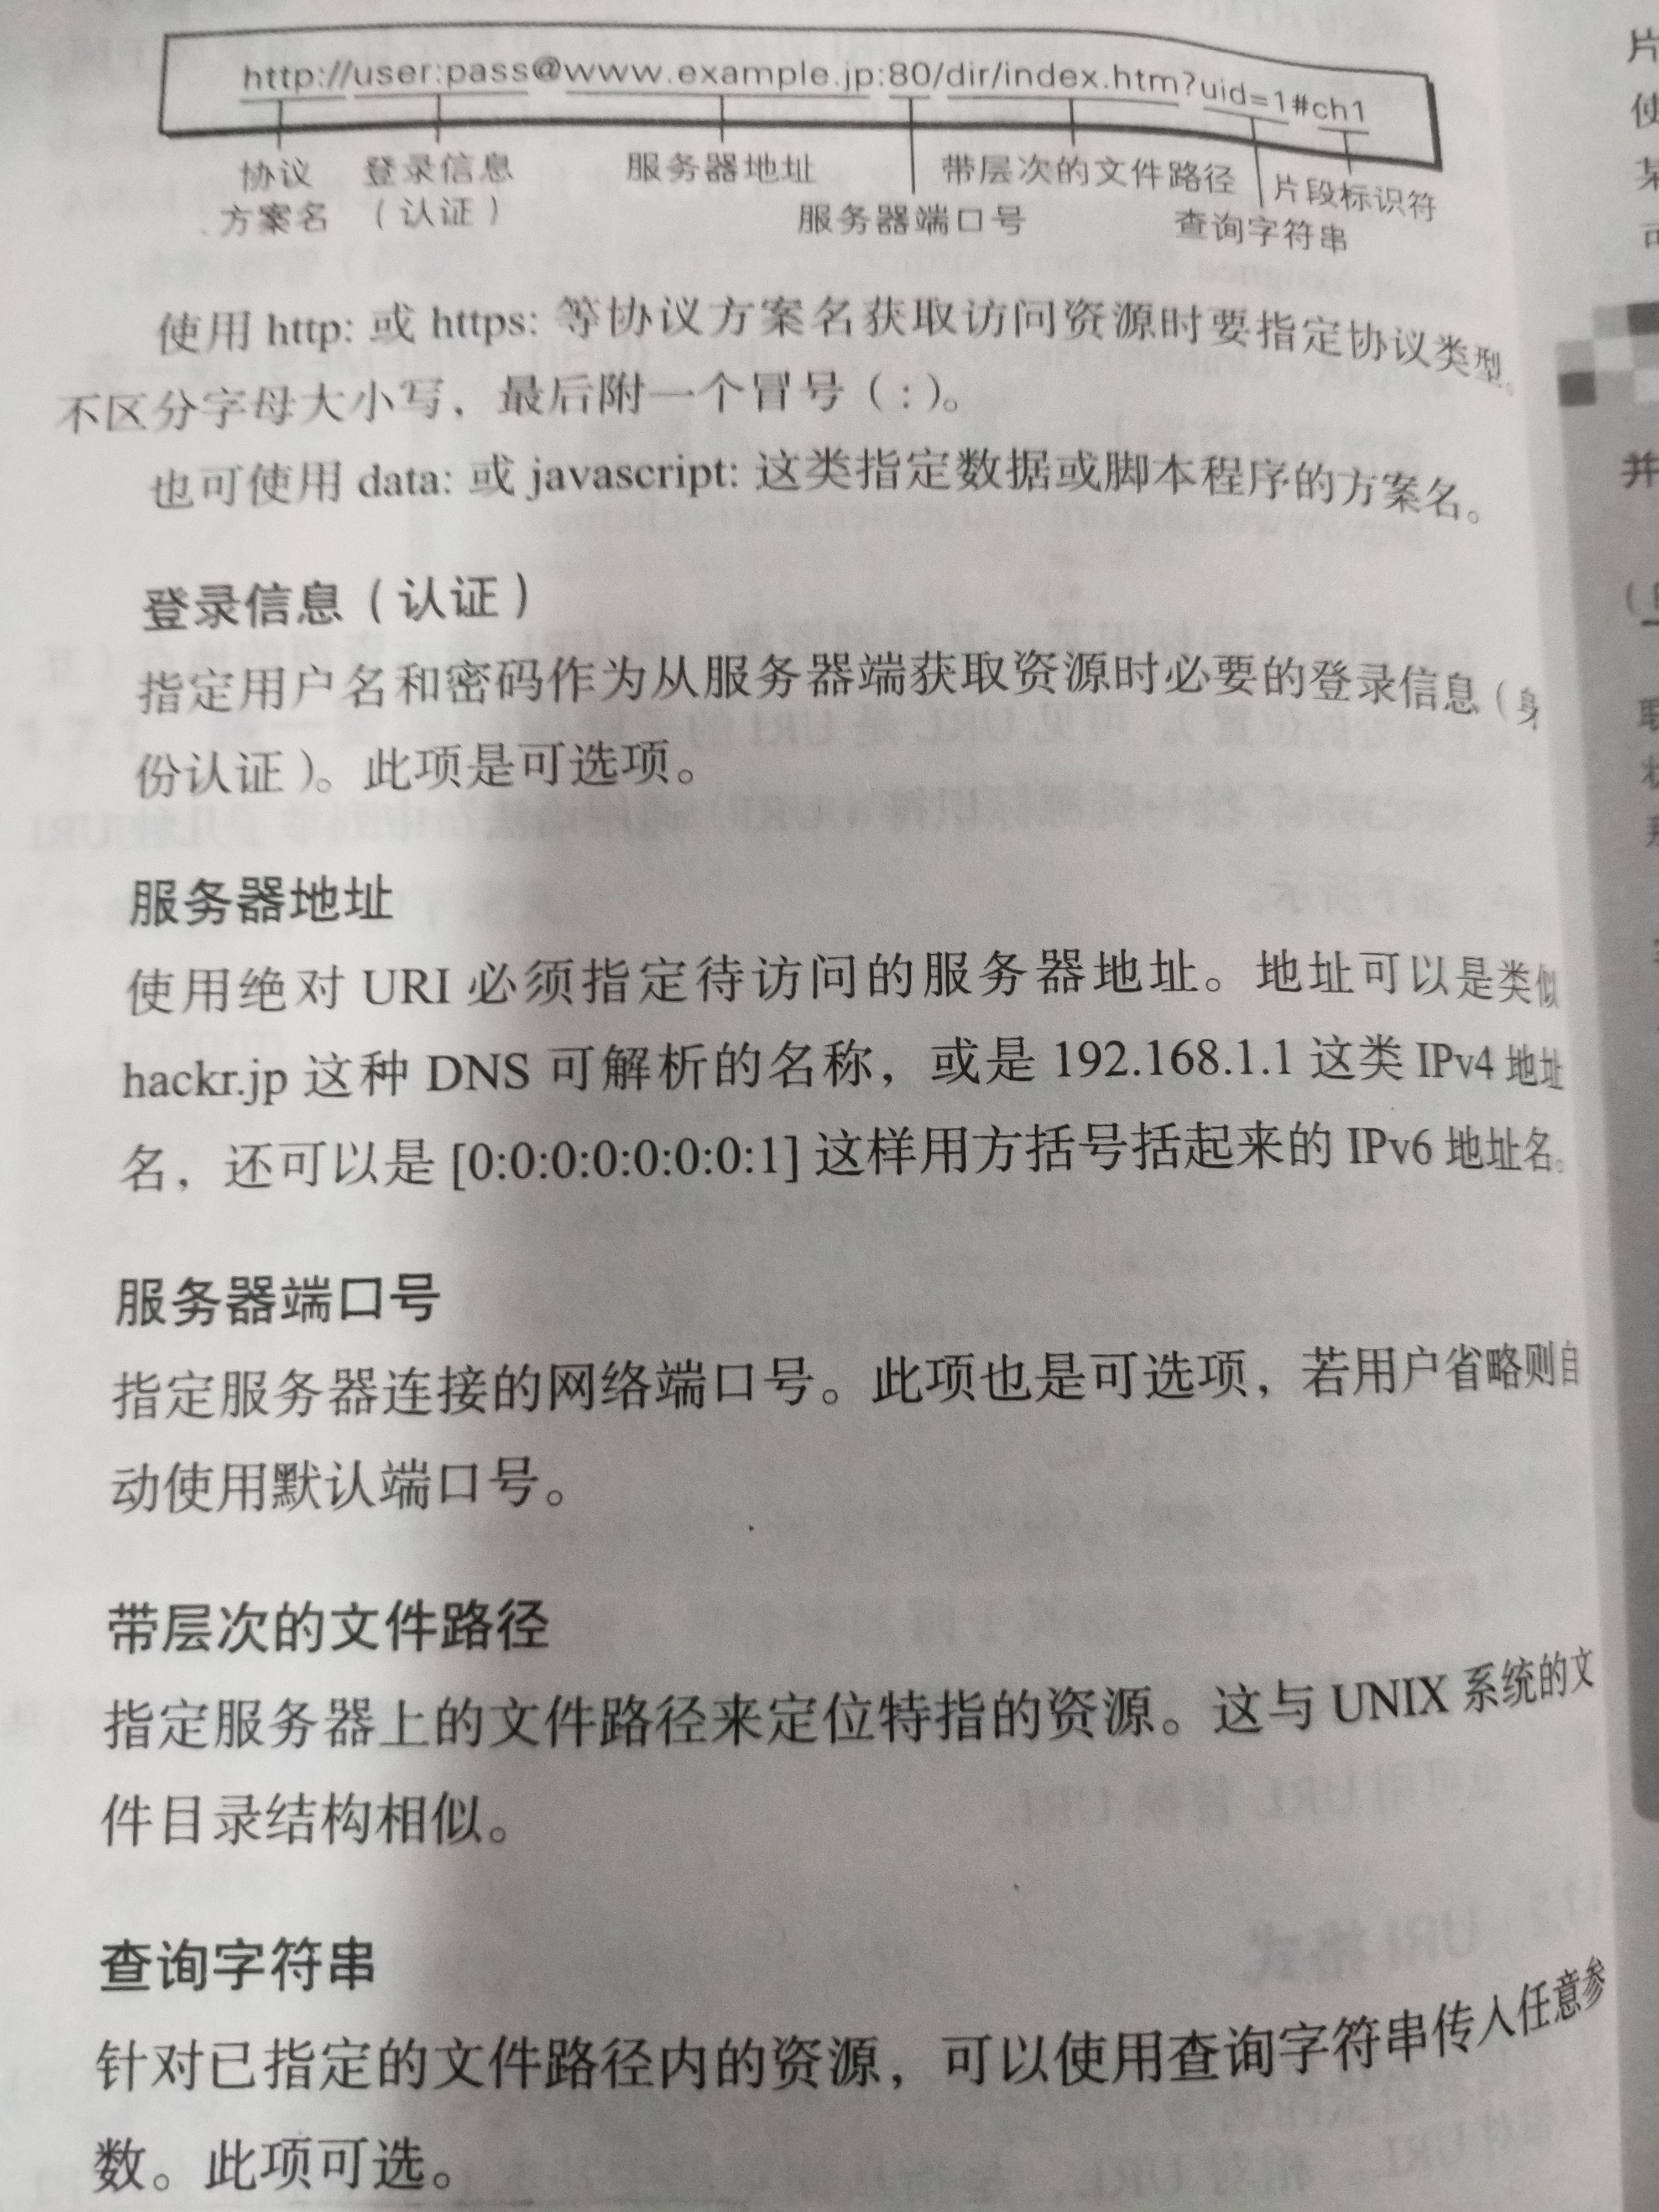 http://user:pass@www.example.jp:80/dir/index.htm?uid=1#ch1
协议 登录信息 服务器地址 带层次的文件路径 片段标识符
方案名 （认证） 服务器端口号 查询字符串
使用 http: 或 https: 等协议方案名获取访问资源时要指定协议类型。
不区分字母大小写，最后附一个冒号（:）。
也可使用 data: 或 javascript: 这类指定数据或脚本程序的方案名。
登录信息（认证）
指定用户名和密码作为从服务器端获取资源时必要的登录信息（身
份认证）。此项是可选项。
服务器地址
使用绝对 URI 必须指定待访问的服务器地址。地址可以是类似
hackr.jp 这种 DNS 可解析的名称，或是 192.168.1.1 这类 IPv4 地址
名，还可以是 [0:0:0:0:0:0:0:1] 这样用方括号括起来的 IPv6 地址名。
服务器端口号
指定服务器连接的网络端口号。此项也是可选项，若用户省略则自
动使用默认端口号。
带层次的文件路径
指定服务器上的文件路径来定位特指的资源。这与 UNIX 系统的文
件目录结构相似。
查询字符串
针对已指定的文件路径内的资源，可以使用查询字符串传入任意参
数。此项可选。
片
使
某
可
并